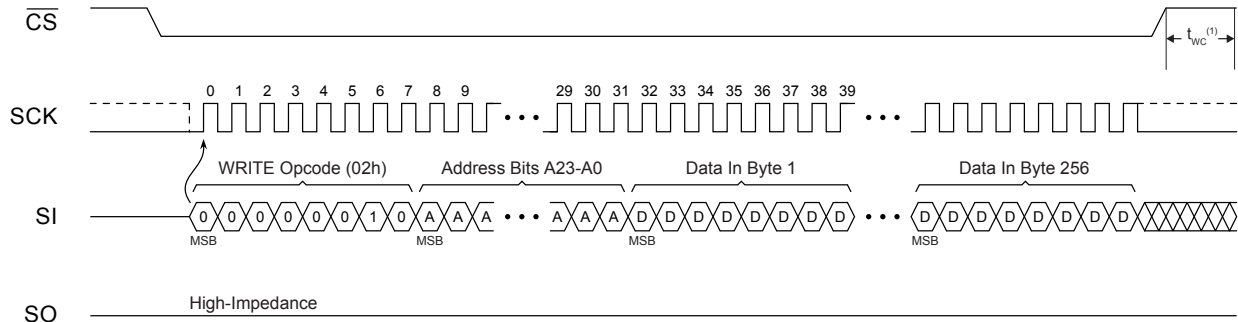 CS
t_WC(1)
0 1 2 3 4 5 6 7 8 9 29 30 31 32 33 34 35 36 37 38 39
SCK • • • • • •
WRITE Opcode (02h) Address Bits A23-A0 Data In Byte 1 Data In Byte 256
SI 0 0 0 0 0 0 1 0 A A A • • • A A A D D D D D D D D • • • D D D D D D D D
MSB MSB MSB MSB
High-Impedance
SO